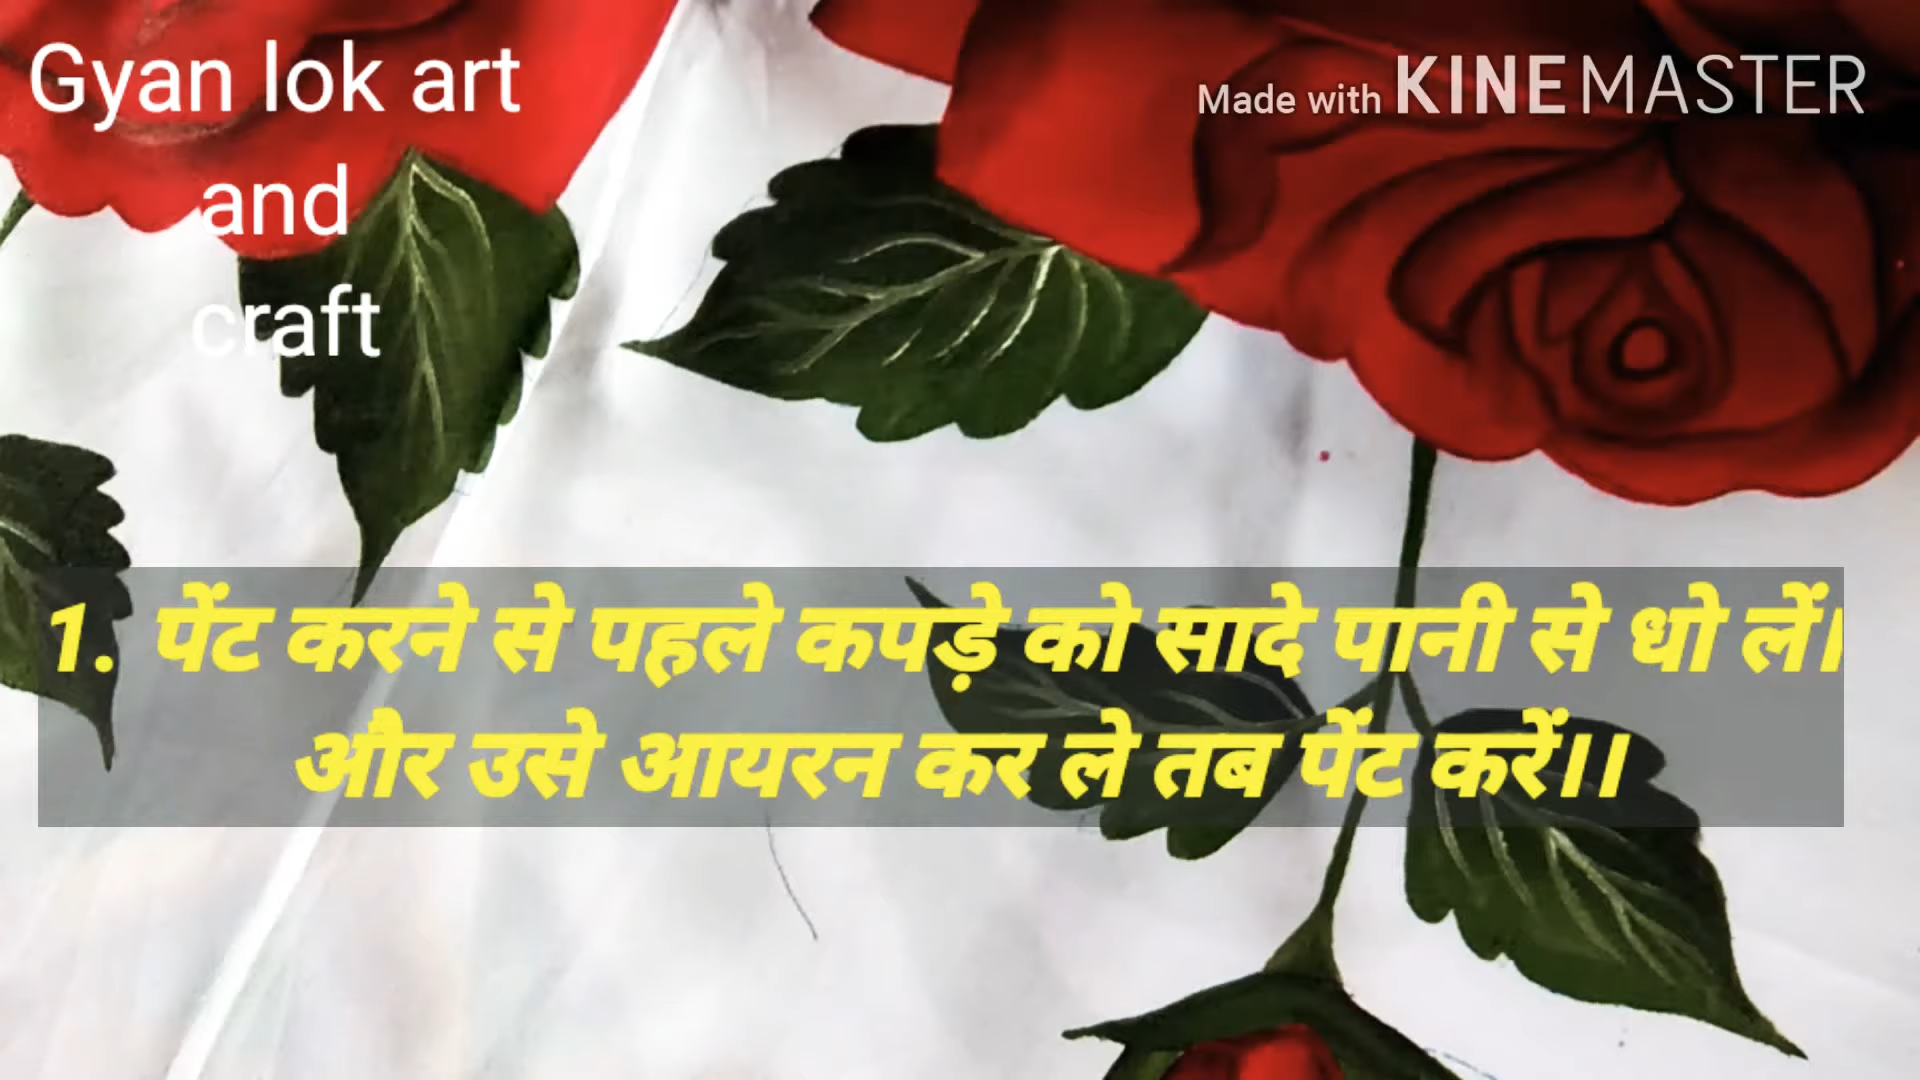 Gyan lok art
and
craft
Made with KINEMASTER
1. पेंट करने से पहले कपड़े को सादे पानी से धो लें।
और उसे आयरन कर ले तब पेंट करें।।